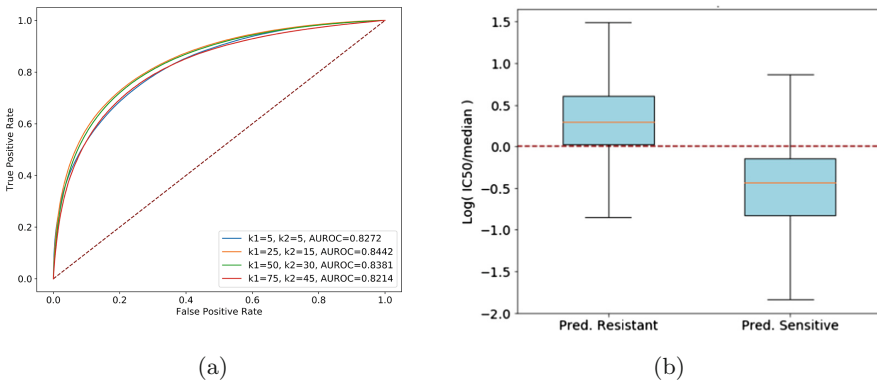 1.0
0.8
0.6
0.4
0.2
0.0
True Positive Rate
k1=5, k2=5, AUROC=0.8272
k1=25, k2=15, AUROC=0.8442
k1=50, k2=30, AUROC=0.8381
k1=75, k2=45, AUROC=0.8214
0.0 0.2 0.4 0.6 0.8 1.0
False Positive Rate
(a)
1.5
1.0
0.5
0.0
−0.5
−1.0
−1.5
−2.0
Log( IC50/median )
Pred. Resistant Pred. Sensitive
(b)